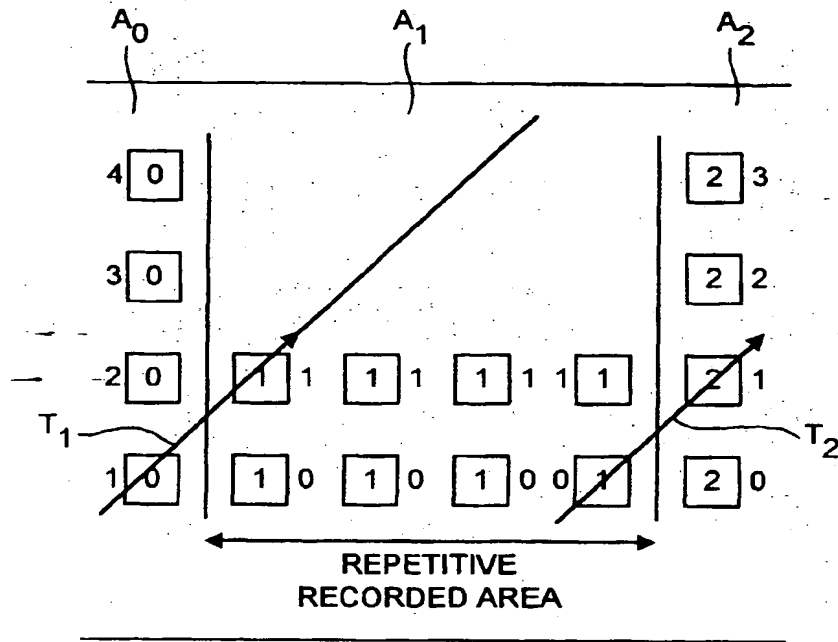 A0 A1 A2
4 0 2 3
3 0 2 2
2 0 1 1 1 1 1 1 1 1 2 1
T1 T2
1 0 1 0 1 0 1 0 0 1 2 0
REPETITIVE
RECORDED AREA